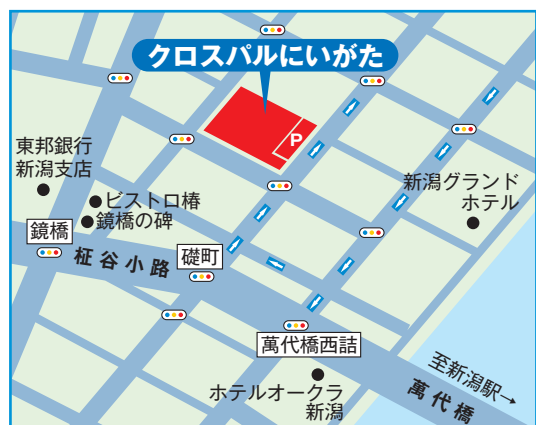 クロスパルにいがた
P
東邦銀行
新潟支店
ビストロ椿
鏡橋の碑
鏡橋
柾谷小路
礎町
新潟グランド
ホテル
萬代橋西詰
ホテルオークラ
新潟
至新潟駅→
萬代橋